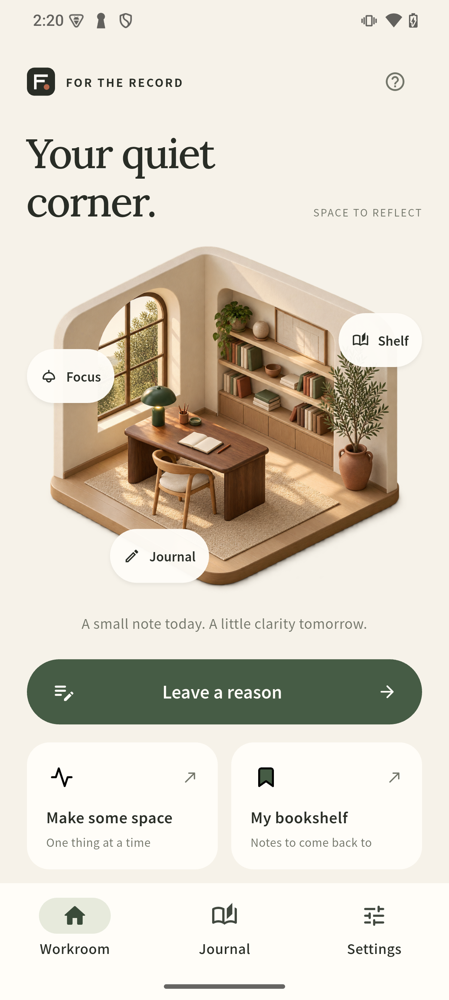 2:20
F.
FOR THE RECORD
Your quiet
corner.
SPACE TO REFLECT
Shelf
Focus
Journal
A small note today. A little clarity tomorrow.
Leave a reason
Make some space
One thing at a time
My bookshelf
Notes to come back to
Workroom
Journal
Settings